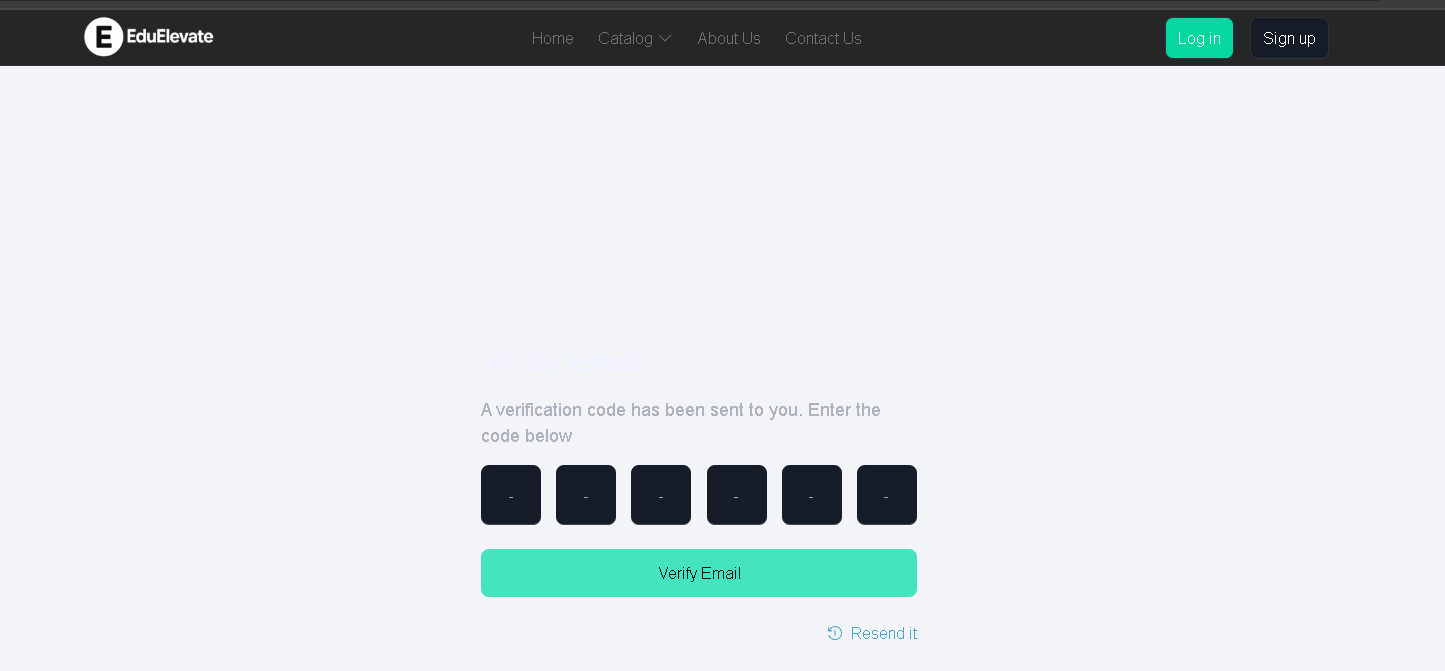 E EduElevate
Home Catalog About Us Contact Us
Log in Sign up
Verify Email
A verification code has been sent to you. Enter the
code below
- - - - - -
Verify Email
Resend it